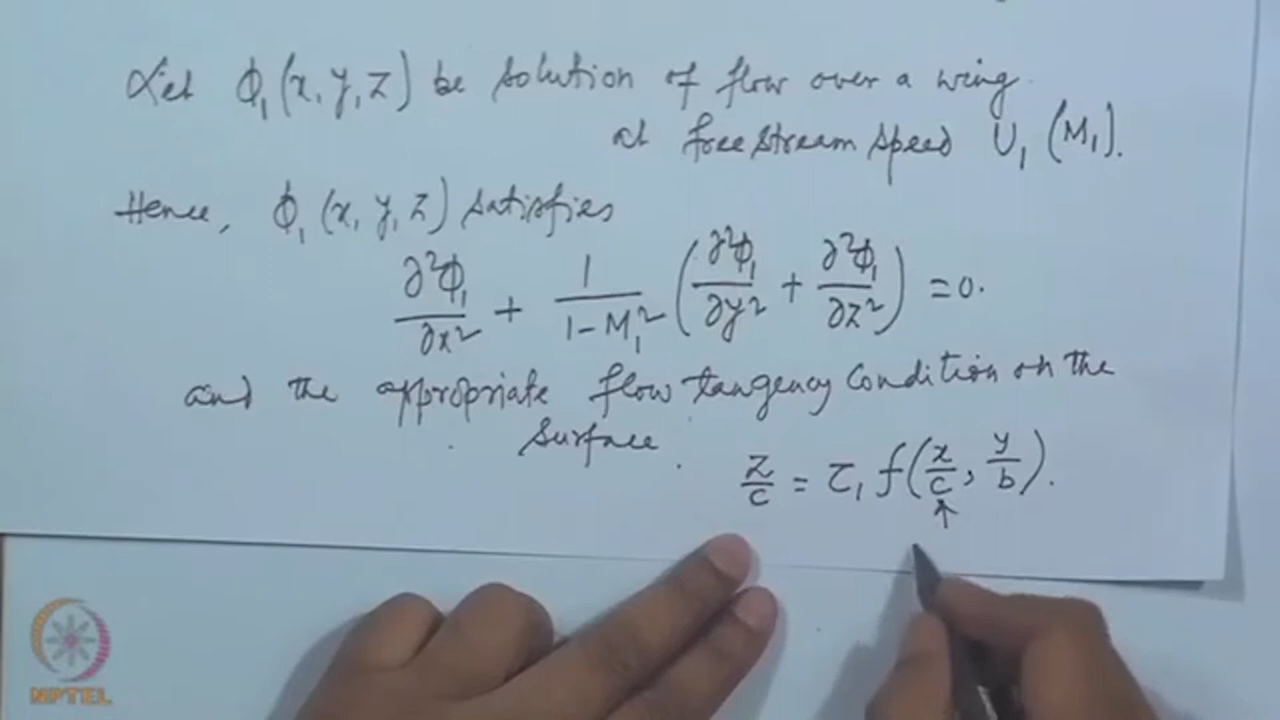 Let ϕ₁(x, y, z) be solution of flow over a wing
at free stream speed U₁ (M₁).
Hence, ϕ₁(x, y, z) satisfies
∂²ϕ₁/∂x² + 1/(1-M₁²) (∂²ϕ₁/∂y² + ∂²ϕ₁/∂z²) = 0.
and the appropriate flow tangency condition on the
surface.
z/c = τ₁ f(x/c, y/b).
NPTEL